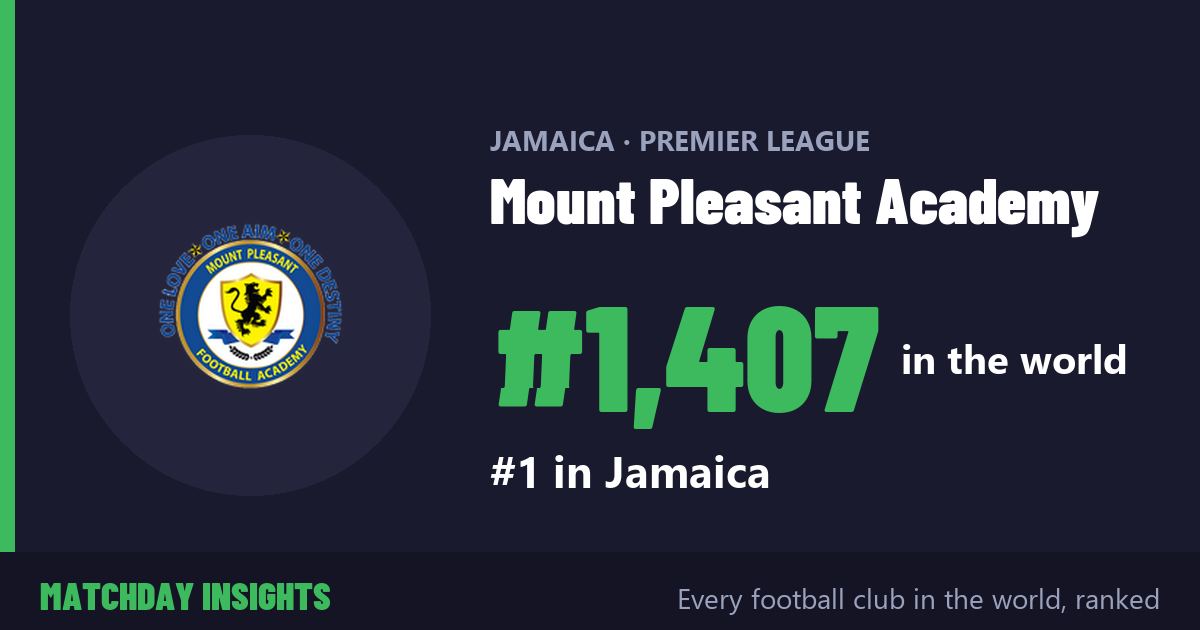 JAMAICA · PREMIER LEAGUE
Mount Pleasant Academy
ONE LOVE ONE AIM ONE DESTINY
MOUNT PLEASANT
FOOTBALL ACADEMY
#1,407 in the world
#1 in Jamaica
MATCHDAY INSIGHTS
Every football club in the world, ranked